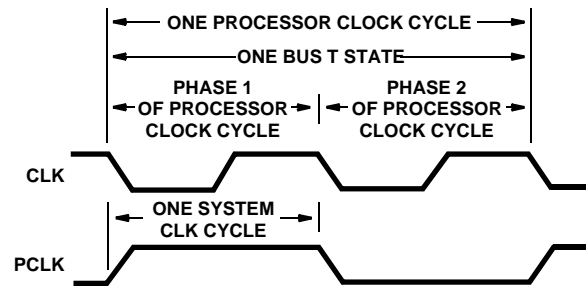 ONE PROCESSOR CLOCK CYCLE
ONE BUS T STATE
PHASE 1
OF PROCESSOR
CLOCK CYCLE
PHASE 2
OF PROCESSOR
CLOCK CYCLE
CLK
ONE SYSTEM
CLK CYCLE
PCLK